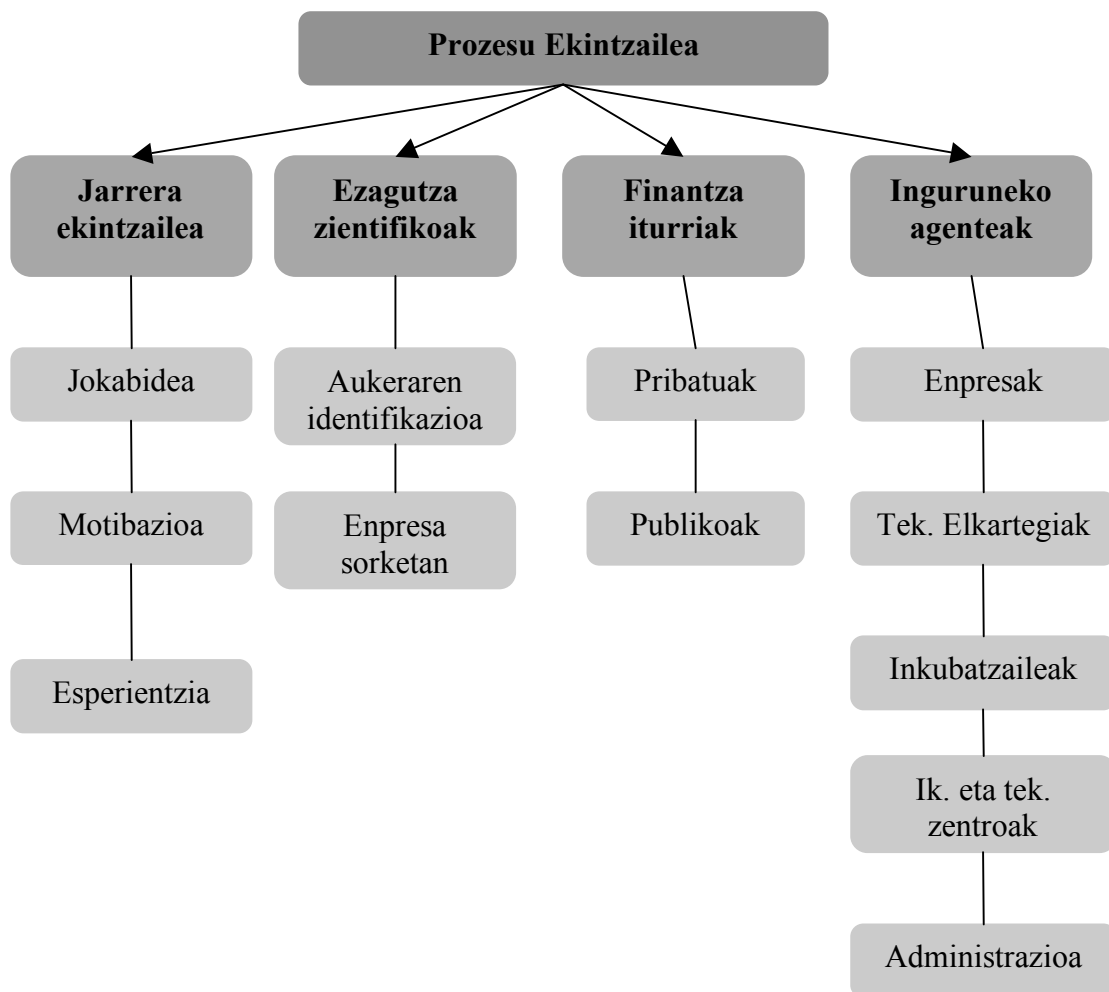 Prozesu Ekintzailea
Jarrera
ekintzailea
Ezagutza
zientifikoak
Finantza
iturriak
Inguruneko
agenteak
Jokabidea
Motibazioa
Esperientzia
Aukeraren
identifikazioa
Enpresa
sorketan
Pribatuak
Publikoak
Enpresak
Tek. Elkartegiak
Inkubatzaileak
Ik. eta tek.
zentroak
Administrazioa